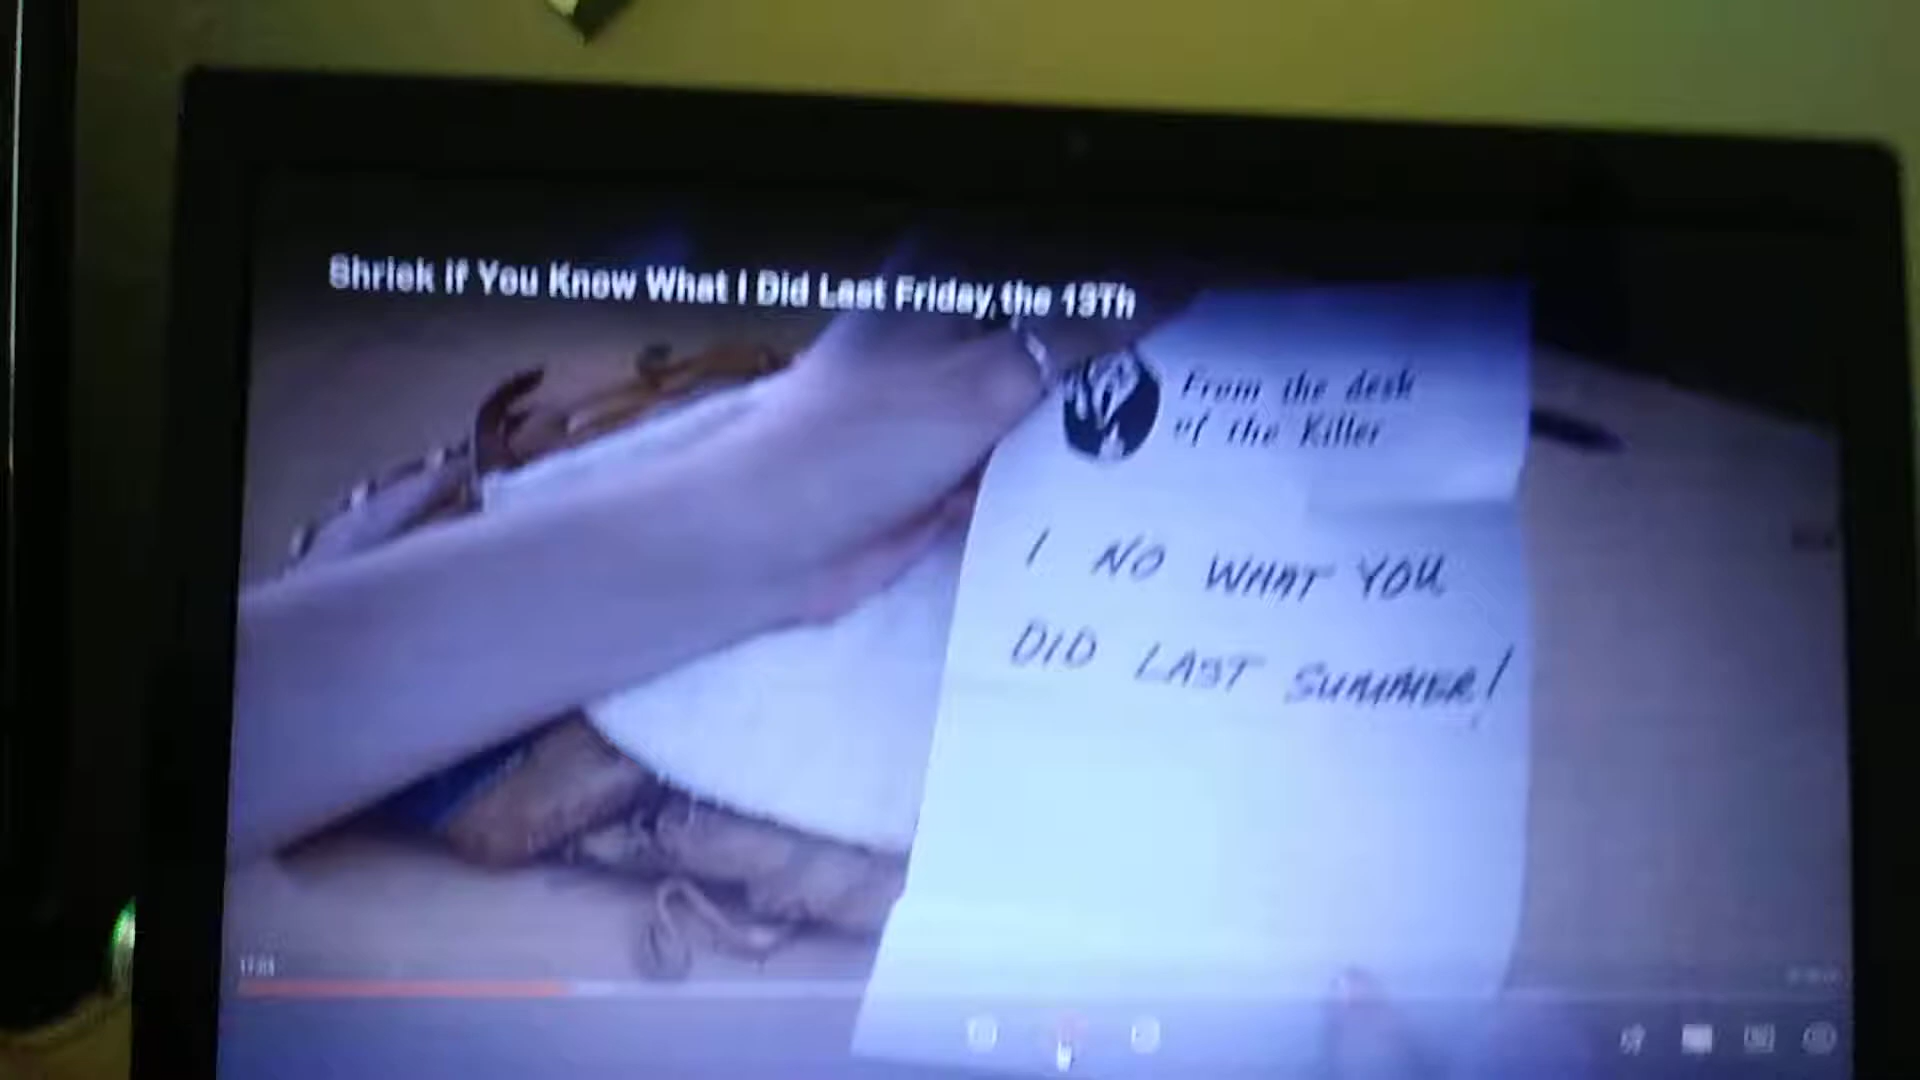 Shriek If You Know What I Did Last Friday, the 13Th
From the desk
of the Killer
I NO WHAT YOU
DID LAST SUMMER!